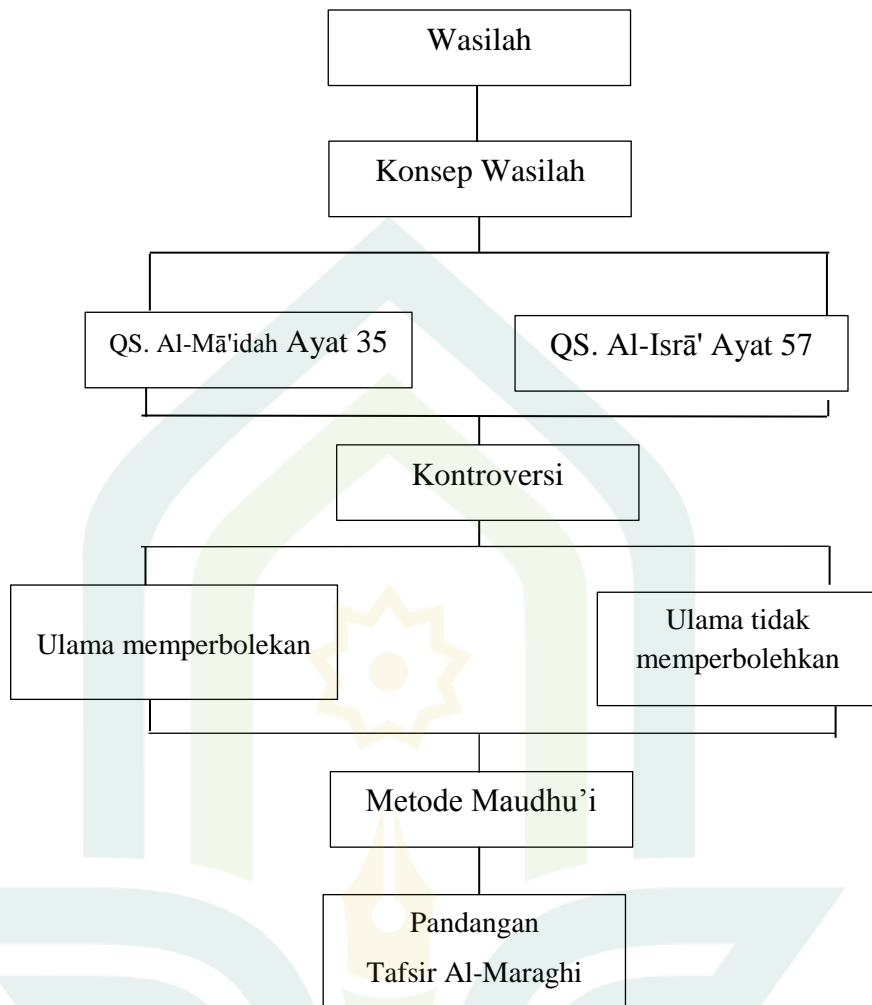 Wasilah
Konsep Wasilah
QS. Al-Mā'idah Ayat 35
QS. Al-Isrā' Ayat 57
Kontroversi
Ulama memperbolekan
Ulama tidak
memperbolehkan
Metode Maudhu’i
Pandangan
Tafsir Al-Maraghi